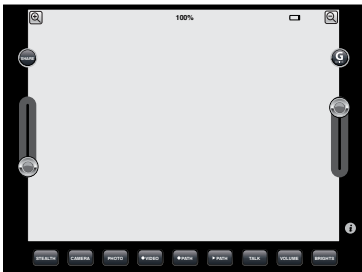 100%
SHARE
G
i
STEALTH CAMERA PHOTO VIDEO PATH PATH TALK VOLUME BRIGHTS